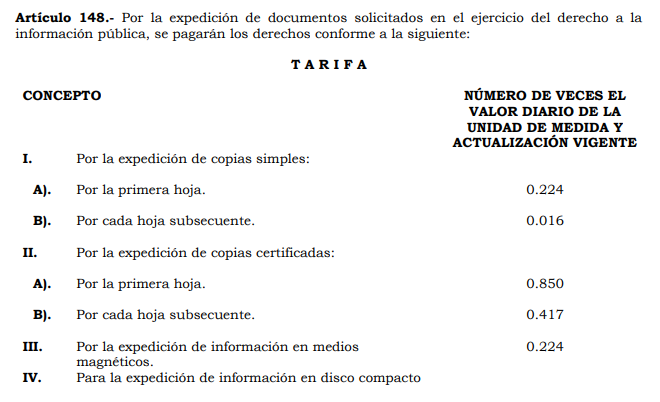 Artículo 148.- Por la expedición de documentos solicitados en el ejercicio del derecho a la
información pública, se pagarán los derechos conforme a la siguiente:
T A R I F A
CONCEPTO
NÚMERO DE VECES EL
VALOR DIARIO DE LA
UNIDAD DE MEDIDA Y
ACTUALIZACIÓN VIGENTE
I. Por la expedición de copias simples:
A). Por la primera hoja. 0.224
B). Por cada hoja subsecuente. 0.016
II. Por la expedición de copias certificadas:
A). Por la primera hoja. 0.850
B). Por cada hoja subsecuente. 0.417
III. Por la expedición de información en medios 0.224
magnéticos.
IV. Para la expedición de información en disco compacto